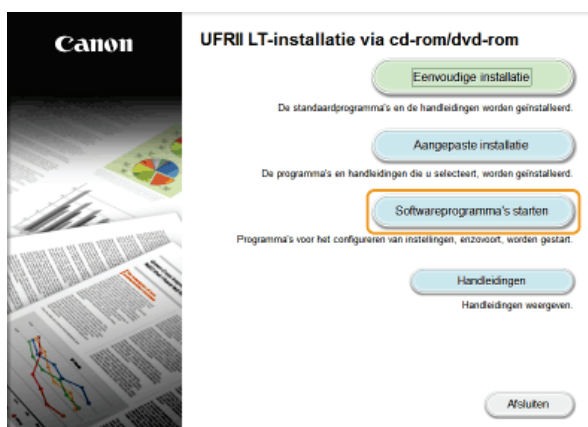 Canon
UFRII LT-installatie via cd-rom/dvd-rom
Eenvoudige installatie
De standaardprogramma's en de handleidingen worden geïnstalleerd.
Aangepaste installatie
De programma's en handleidingen die u selecteert, worden geïnstalleerd.
Softwareprogramma's starten
Programma's voor het configureren van instellingen, enzovoort, worden gestart.
Handleidingen
Handleidingen weergeven.
Afsluiten